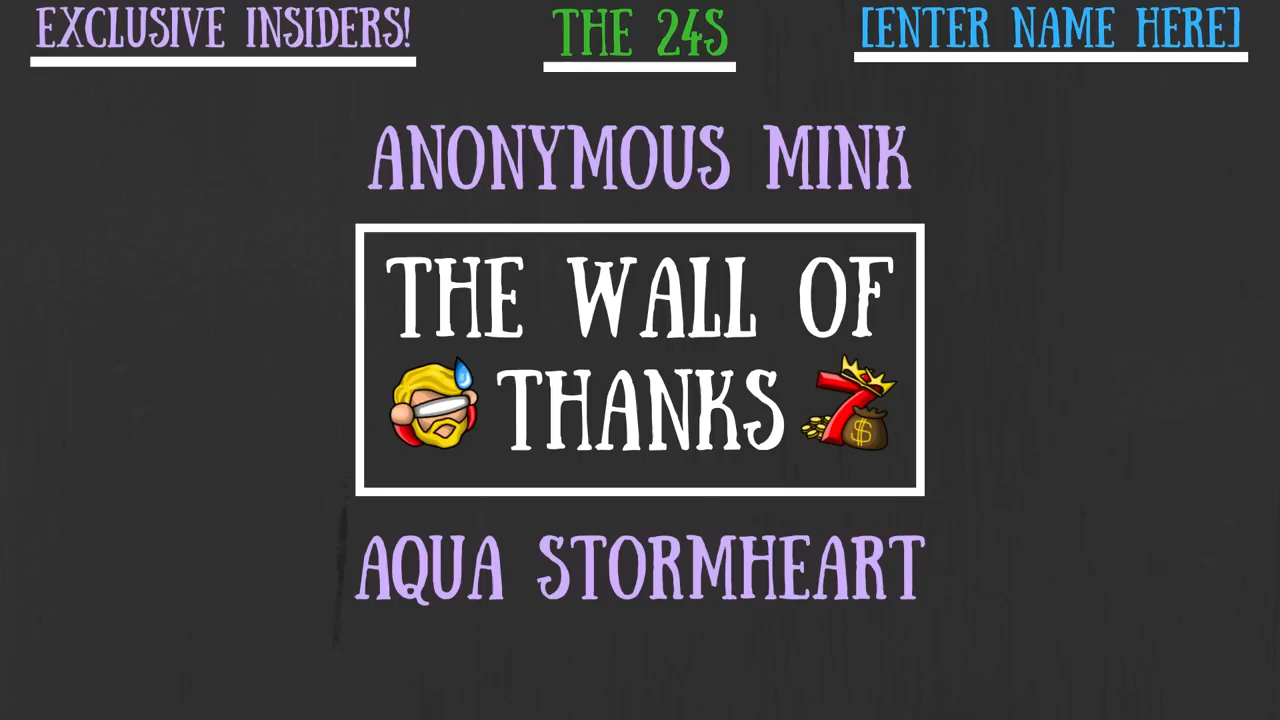 EXCLUSIVE INSIDERS!
THE 24S
[ENTER NAME HERE]
ANONYMOUS MINK
THE WALL OF
THANKS
AQUA STORMHEART